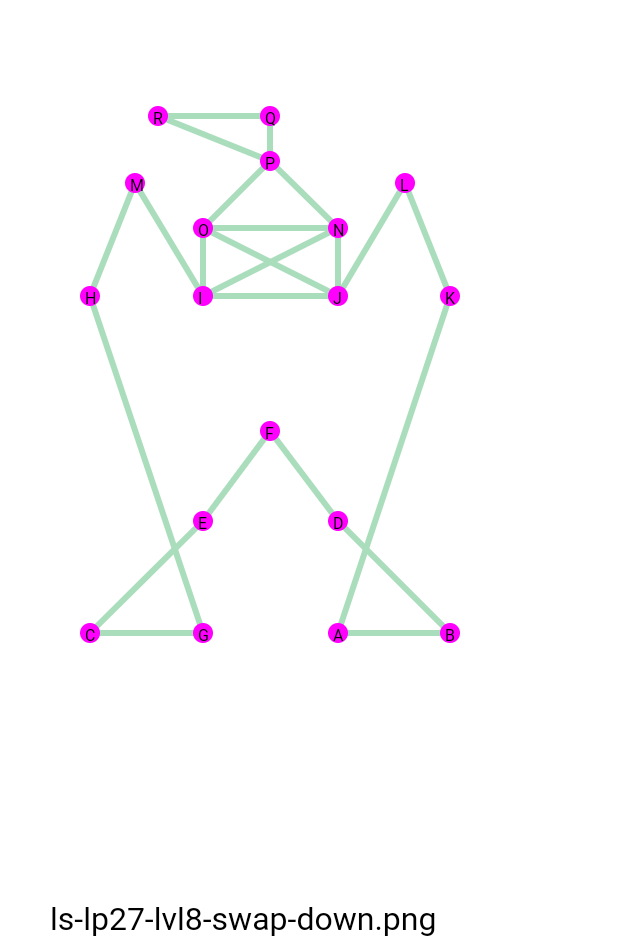 R Q
P
M L
O N
H I J K
F
E D
C G A B
ls-lp27-lvl8-swap-down.png